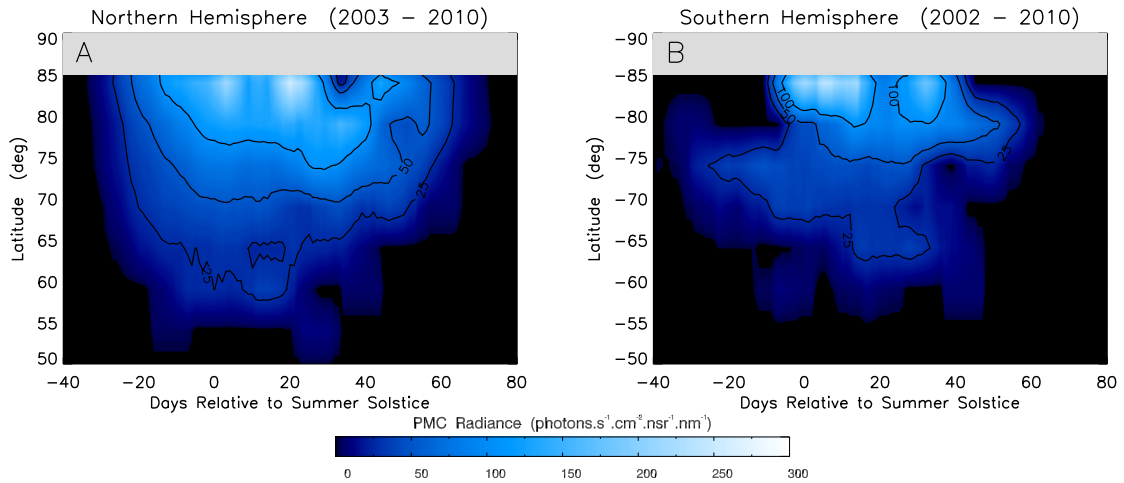 Northern Hemisphere (2003 – 2010)
A
90
85
80
75
70
65
60
55
50
Latitude (deg)
50
25
25
-40 -20 0 20 40 60 80
Days Relative to Summer Solstice
Southern Hemisphere (2002 – 2010)
B
-90
-85
-80
-75
-70
-65
-60
-55
-50
Latitude (deg)
100
50
100
25
25
-40 -20 0 20 40 60 80
Days Relative to Summer Solstice
PMC Radiance (photons.s⁻¹.cm⁻².nsr⁻¹.nm⁻¹)
0 50 100 150 200 250 300